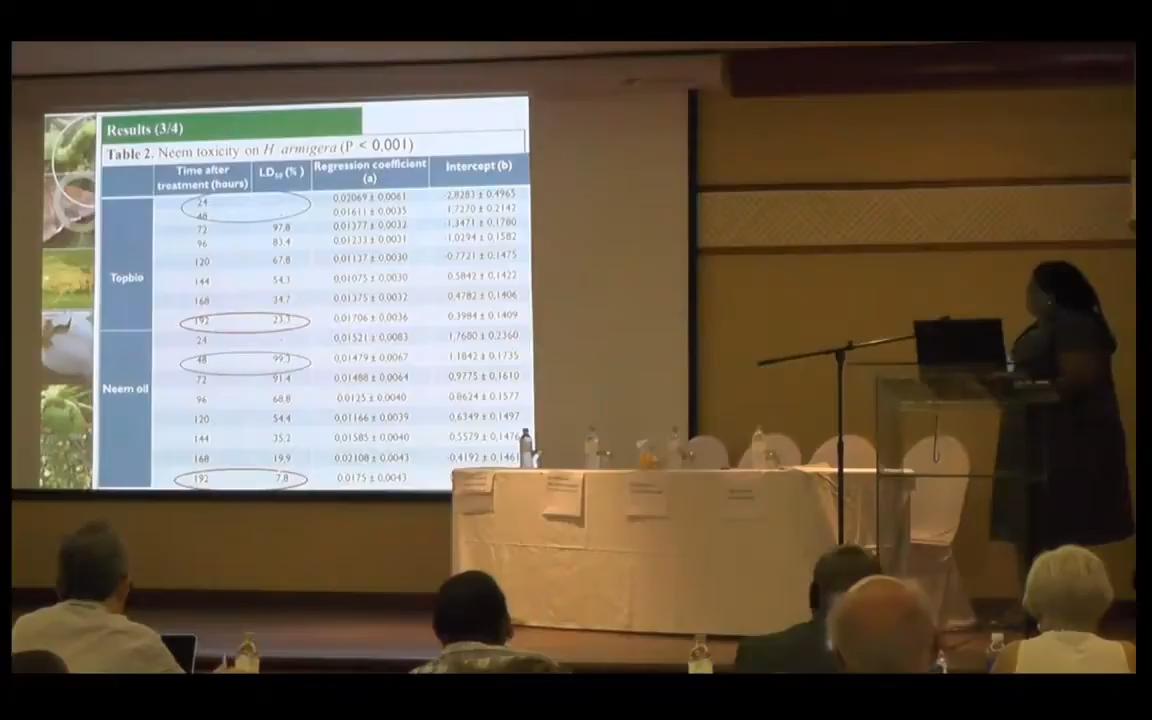 Results (3/4)
Table 2. Neem toxicity on H armigera (P < 0,001)
Time after treatment (hours) LD50 (%) Regression coefficient (a) Intercept (b)
Topbio
24 - 0,02069 ± 0,0061 -2,8283 ± 0,4965
48 - 0,01611 ± 0,0035 1,7270 ± 0,2142
72 97,8 0,01377 ± 0,0032 -1,3471 ± 0,1780
96 83,4 0,01233 ± 0,0031 -1,0294 ± 0,1582
120 67,8 0,01137 ± 0,0030 -0,7721 ± 0,1475
144 54,3 0,01075 ± 0,0030 0,5842 ± 0,1422
168 34,7 0,01375 ± 0,0032 0,4782 ± 0,1406
192 23,3 0,01706 ± 0,0036 0,3984 ± 0,1409
Neem oil
24 - 0,01521 ± 0,0083 1,7680 ± 0,2360
48 99,3 0,01479 ± 0,0067 1,1842 ± 0,1735
72 91,4 0,01488 ± 0,0064 0,9775 ± 0,1610
96 68,8 0,0125 ± 0,0040 0,8624 ± 0,1577
120 54,4 0,01166 ± 0,0039 0,6349 ± 0,1497
144 35,2 0,01585 ± 0,0040 0,5579 ± 0,1476
168 19,9 0,02108 ± 0,0043 -0,4192 ± 0,1461
192 7,8 0,0175 ± 0,0043